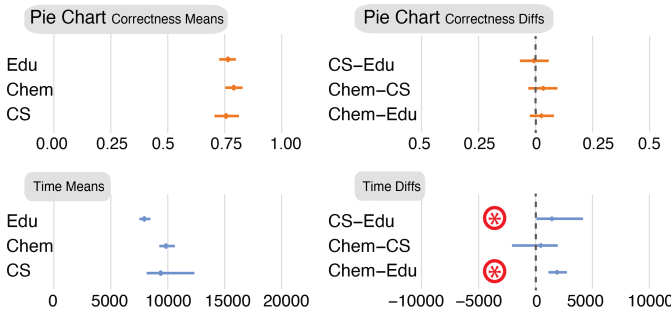 Pie Chart Correctness Means
Edu
Chem
CS
0.00 0.25 0.5 0.75 1.00
Pie Chart Correctness Diffs
CS–Edu
Chem–CS
Chem–Edu
0.5 0.25 0 0.25 0.5
Time Means
Edu
Chem
CS
0 5000 10000 15000 20000
Time Diffs
CS–Edu *
Chem–CS
Chem–Edu *
−10000 −5000 0 5000 10000